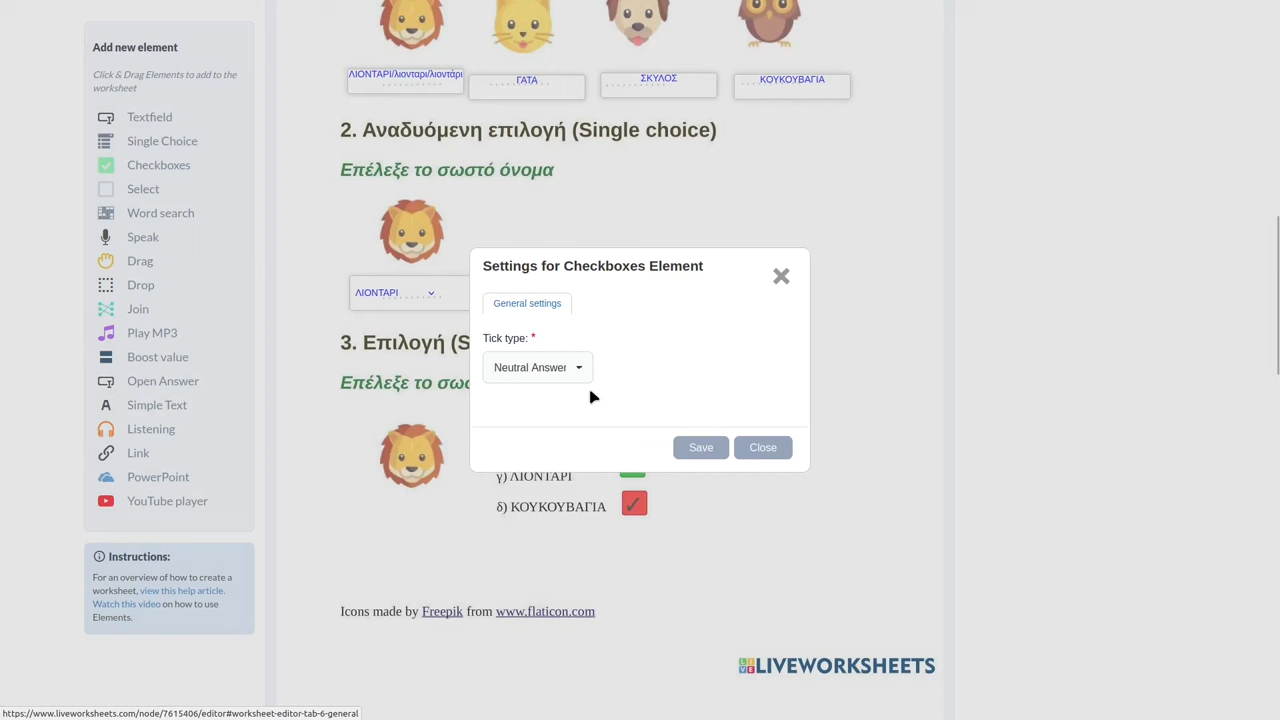 Add new element
Click & Drag Elements to add to the
worksheet
Textfield
Single Choice
Checkboxes
Select
Word search
Speak
Drag
Drop
Join
Play MP3
Boost value
Open Answer
Simple Text
Listening
Link
PowerPoint
YouTube player
Instructions:
For an overview of how to create a
worksheet, view this help article.
Watch this video on how to use
Elements.
ΛΙΟΝΤΑΡΙ/λιονταρι/λιοντάρι
ΓΑΤΑ
ΣΚΥΛΟΣ
ΚΟΥΚΟΥΒΑΓΙΑ
2. Αναδυόμενη επιλογή (Single choice)
Επέλεξε το σωστό όνομα
ΛΙΟΝΤΑΡΙ
3. Επιλογή (S
Επέλεξε το σωσ
Settings for Checkboxes Element
General settings
Tick type: *
Neutral Answer
Save
Close
γ) ΛΙΟΝΤΑΡΙ
δ) ΚΟΥΚΟΥΒΑΓΙΑ
Icons made by Freepik from www.flaticon.com
LIVEWORKSHEETS
https://www.liveworksheets.com/node/7615406/editor#worksheet-editor-tab-6-general